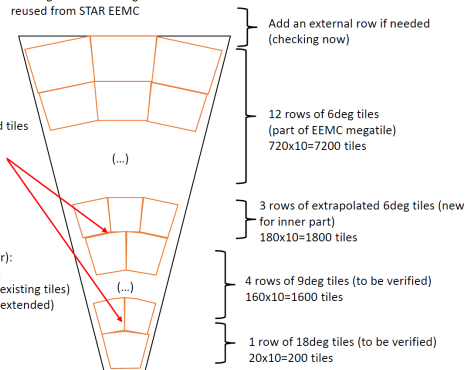 reused from STAR EEMC
Add an external row if needed
(checking now)
12 rows of 6deg tiles
(part of EEMC megatile)
720x10=7200 tiles
tiles
(...)
3 rows of extrapolated 6deg tiles (new
for inner part)
180x10=1800 tiles
r):
existing tiles)
extended)
(...)
4 rows of 9deg tiles (to be verified)
160x10=1600 tiles
1 row of 18deg tiles (to be verified)
20x10=200 tiles